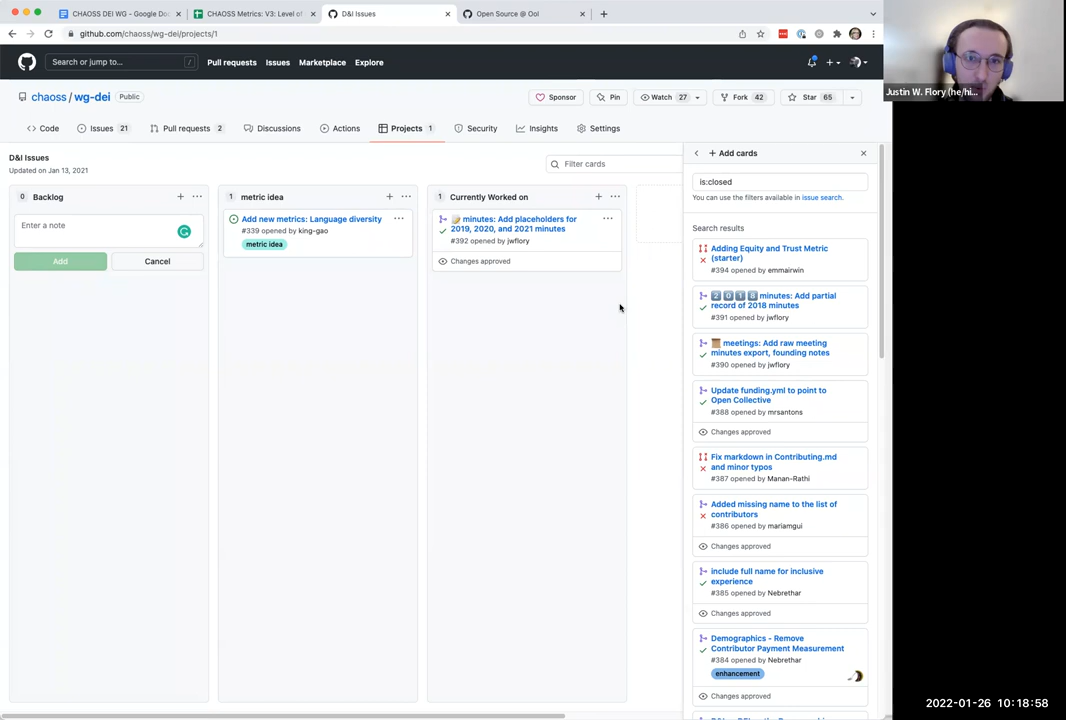 CHAOSS DEI WG - Google Doc
CHAOSS Metrics: V3: Level of
D&I Issues
Open Source @ Ool
github.com/chaoss/wg-dei/projects/1
Search or jump to...
/
Pull requests
Issues
Marketplace
Explore
Justin W. Flory (he/hi...
chaoss / wg-dei
Public
Sponsor
Pin
Watch 27
Fork 42
Star 65
Code
Issues 21
Pull requests 2
Discussions
Actions
Projects 1
Security
Insights
Settings
D&I Issues
Updated on Jan 13, 2021
Filter cards
0 Backlog
Enter a note
Add
Cancel
1 metric idea
Add new metrics: Language diversity
#339 opened by king-gao
metric idea
1 Currently Worked on
📝 minutes: Add placeholders for
2019, 2020, and 2021 minutes
#392 opened by jwflory
Changes approved
+ Add cards
is:closed
You can use the filters available in issue search.
Search results
Adding Equity and Trust Metric
(starter)
#394 opened by emmairwin
2️⃣0️⃣1️⃣8️⃣ minutes: Add partial
record of 2018 minutes
#391 opened by jwflory
meetings: Add raw meeting
minutes export, founding notes
#390 opened by jwflory
Update funding.yml to point to
Open Collective
#388 opened by mrsantons
Changes approved
Fix markdown in Contributing.md
and minor typos
#387 opened by Manan-Rathi
Added missing name to the list of
contributors
#386 opened by mariamgui
Changes approved
include full name for inclusive
experience
#385 opened by Nebrethar
Changes approved
Demographics - Remove
Contributor Payment Measurement
#384 opened by Nebrethar
enhancement
Changes approved
2022-01-26 10:18:58